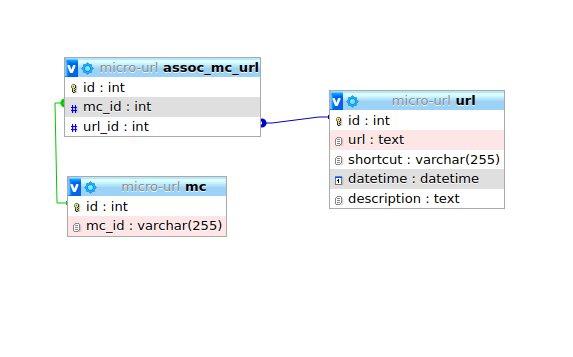 v micro-url assoc_mc_url
id : int
# mc_id : int
# url_id : int
v micro-url url
id : int
url : text
shortcut : varchar(255)
datetime : datetime
description : text
v micro-url mc
id : int
mc_id : varchar(255)